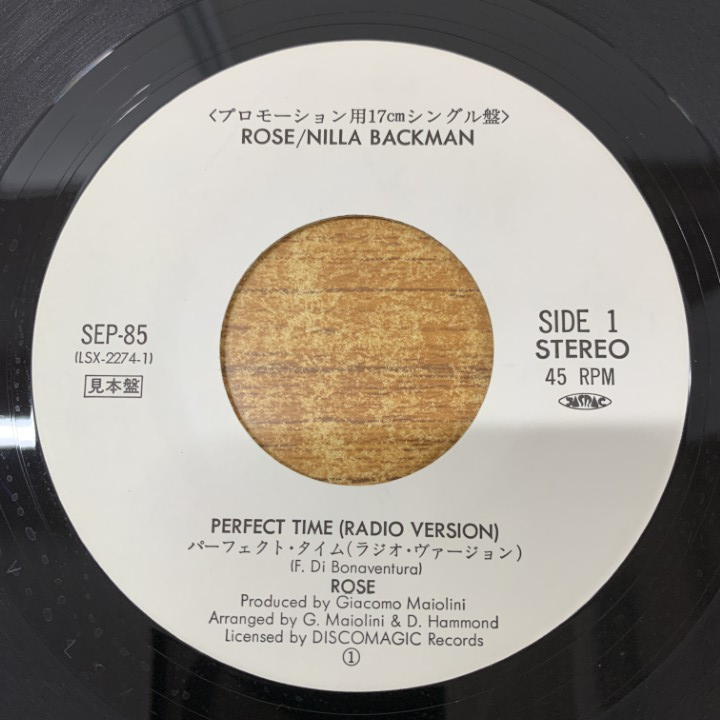 <プロモーション用17cmシングル盤>
ROSE/NILLA BACKMAN
SEP-85
(LSX-2274-1)
見本盤
SIDE 1
STEREO
45 RPM
JASRAC
PERFECT TIME (RADIO VERSION)
パーフェクト・タイム(ラジオ・ヴァージョン)
(F. Di Bonaventura)
ROSE
Produced by Giacomo Maiolini
Arranged by G. Maiolini & D. Hammond
Licensed by DISCOMAGIC Records
①